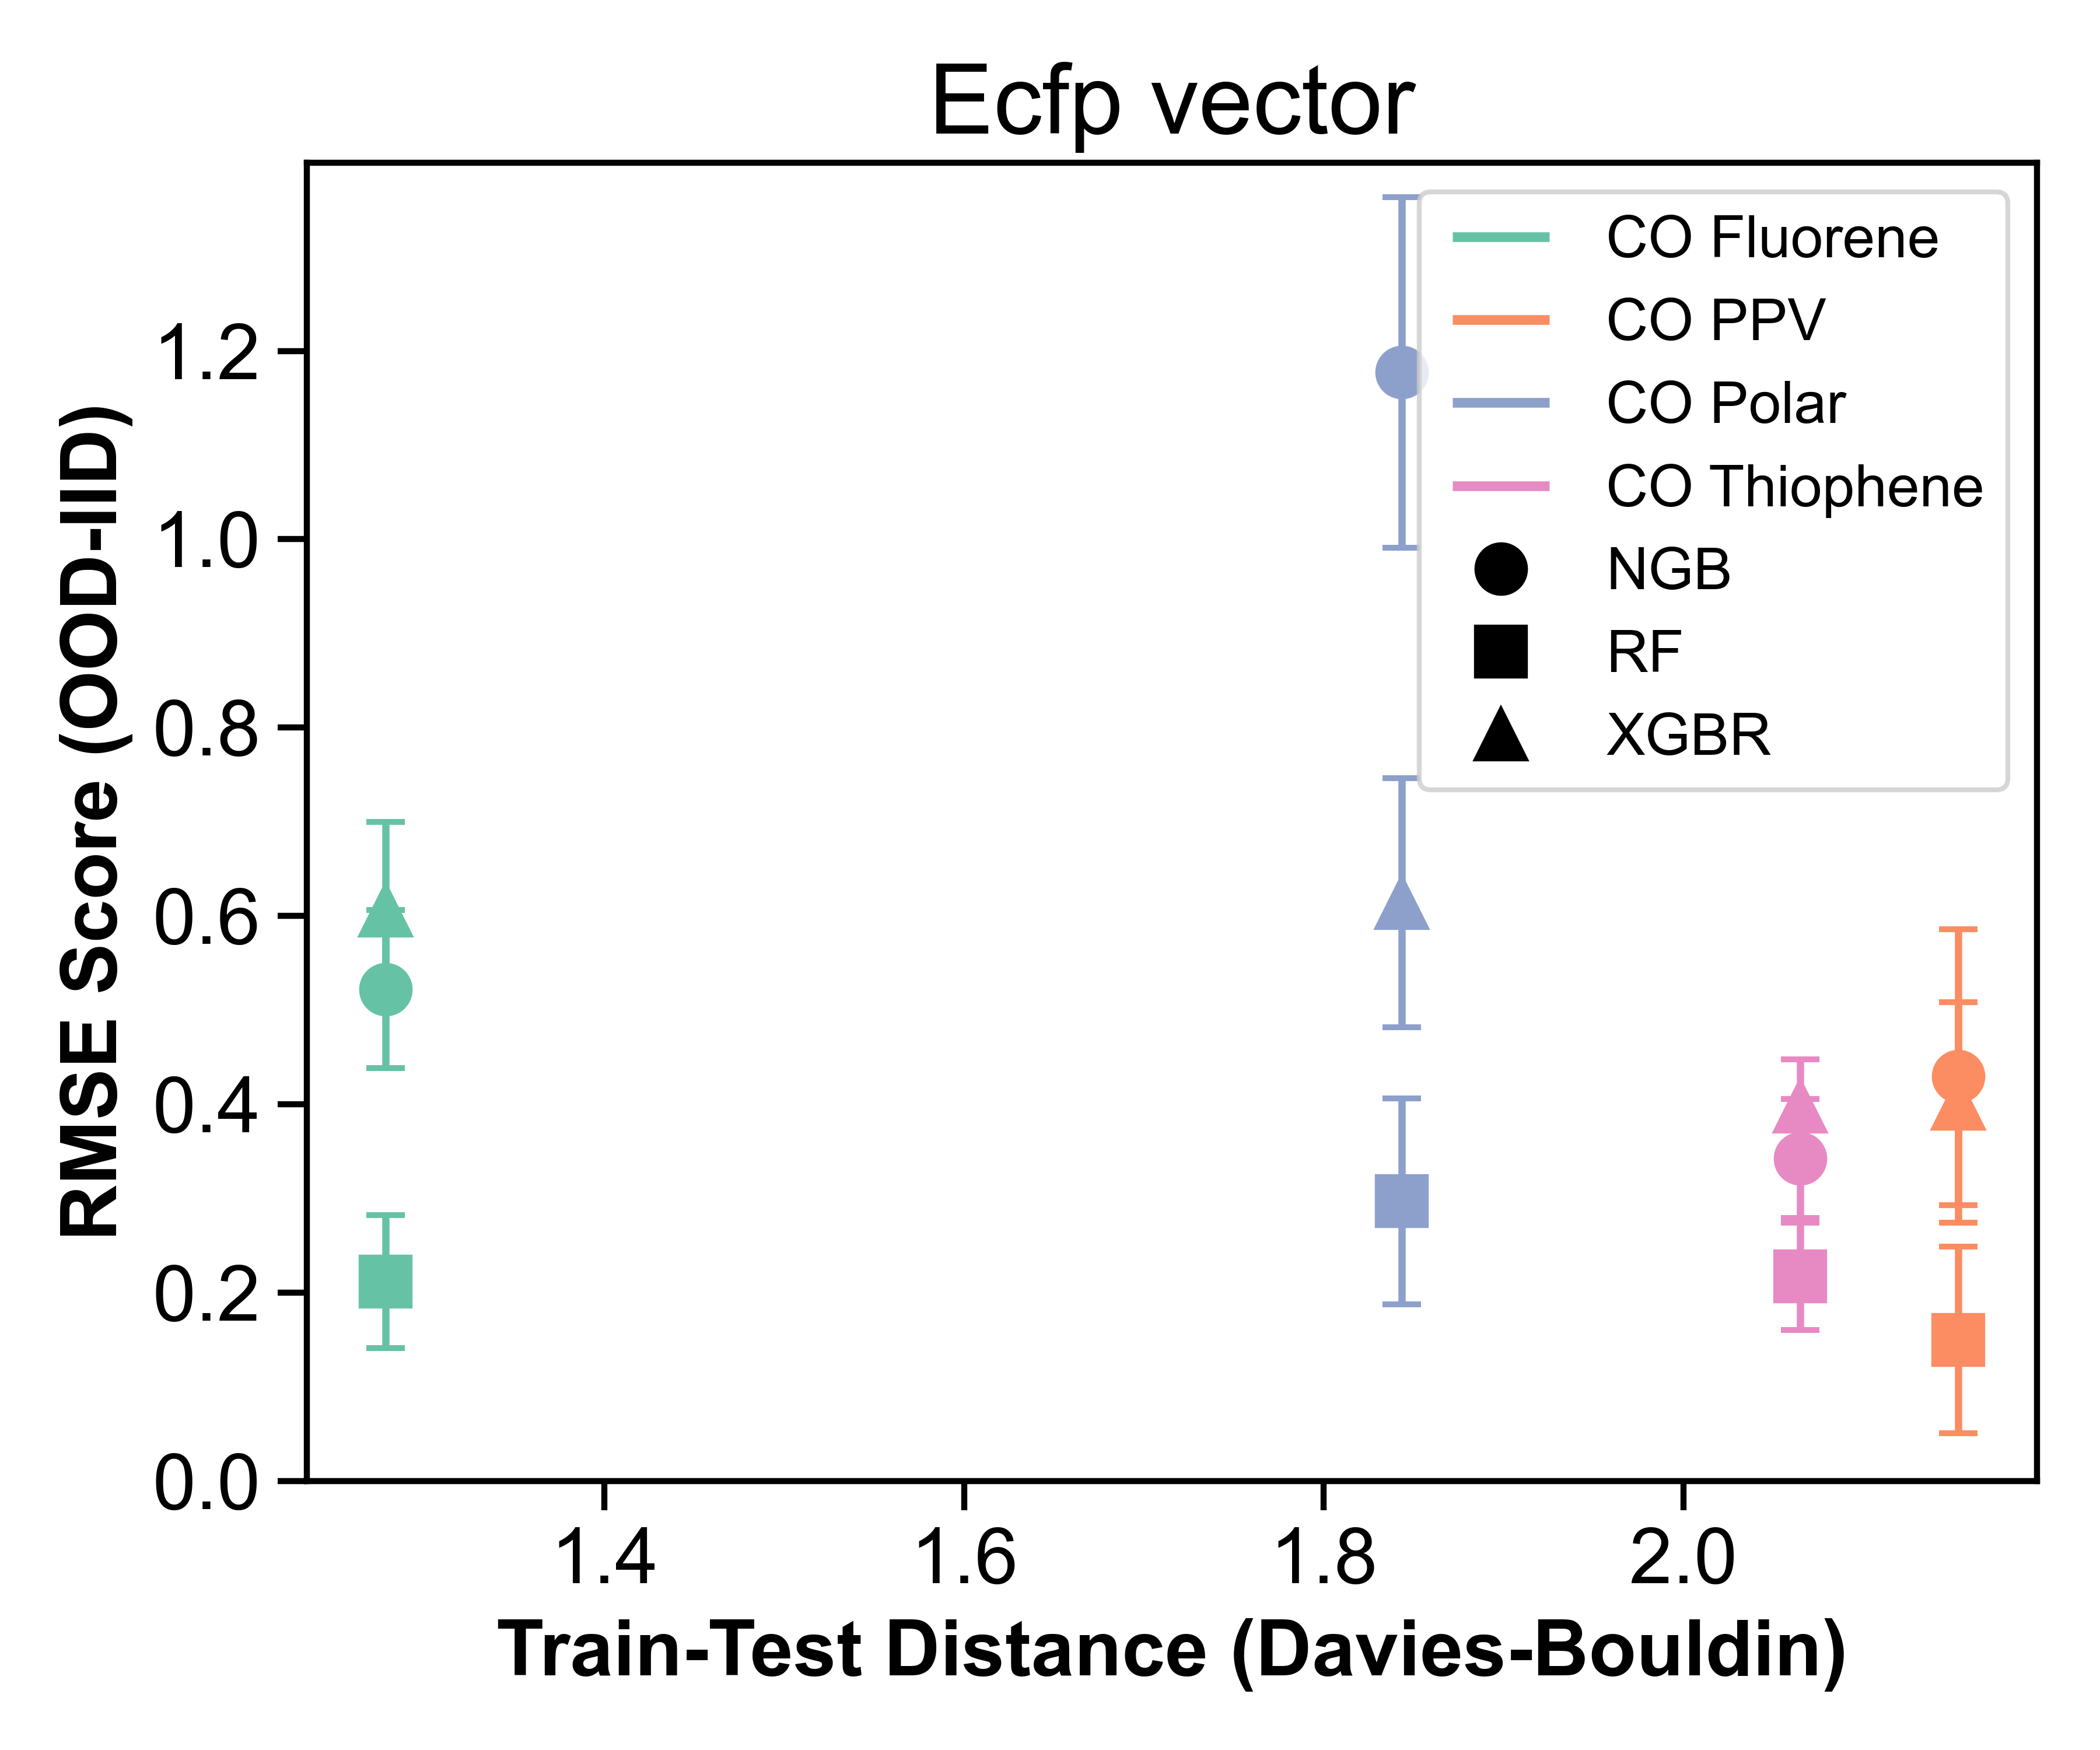 Ecfp vector
RMSE Score (OOD-IID)
1.2
1.0
0.8
0.6
0.4
0.2
0.0
CO Fluorene
CO PPV
CO Polar
CO Thiophene
NGB
RF
XGBR
1.4
1.6
1.8
2.0
Train-Test Distance (Davies-Bouldin)